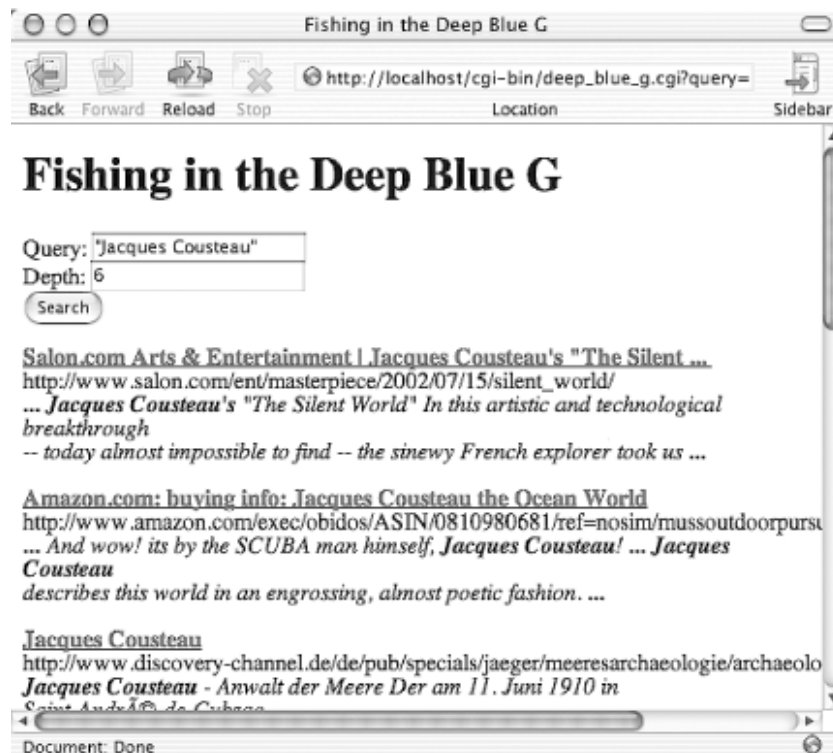 Fishing in the Deep Blue G
http://localhost/cgi-bin/deep_blue_g.cgi?query=
Back Forward Reload Stop Location Sidebar
Fishing in the Deep Blue G
Query: "Jacques Cousteau"
Depth: 6
Search
Salon.com Arts & Entertainment | Jacques Cousteau's "The Silent ...
http://www.salon.com/ent/masterpiece/2002/07/15/silent_world/
... Jacques Cousteau's "The Silent World" In this artistic and technological
breakthrough
-- today almost impossible to find -- the sinewy French explorer took us ...
Amazon.com: buying info: Jacques Cousteau the Ocean World
http://www.amazon.com/exec/obidos/ASIN/0810980681/ref=nosim/mussoutdoorpursu
... And wow! its by the SCUBA man himself, Jacques Cousteau! ... Jacques
Cousteau
describes this world in an engrossing, almost poetic fashion. ...
Jacques Cousteau
http://www.discovery-channel.de/de/pub/specials/jaeger/meeresarchaeologie/archaeolo
Jacques Cousteau - Anwalt der Meere Der am 11. Juni 1910 in
Saint AndrÃ© de Cubzac
Document: Done